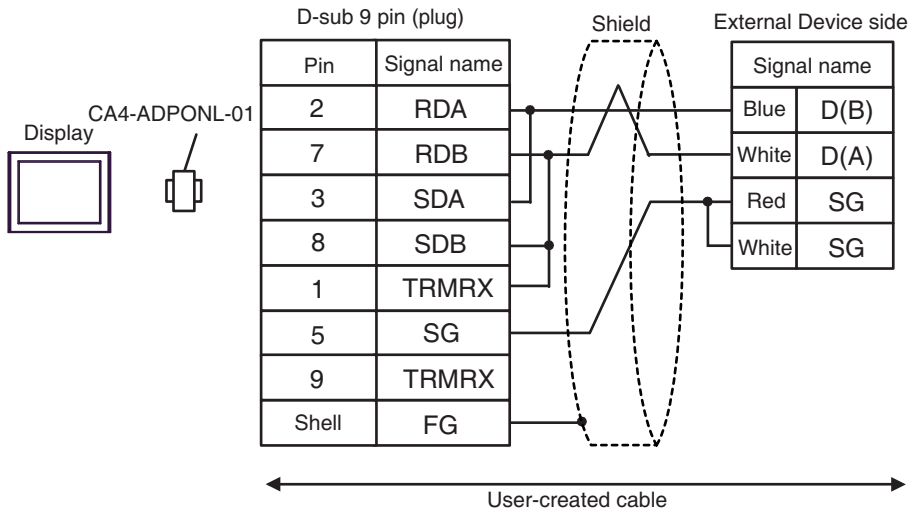 D-sub 9 pin (plug)
Shield
External Device side
Pin Signal name
Signal name
CA4-ADPONL-01
Display
2 RDA
Blue D(B)
7 RDB
White D(A)
3 SDA
Red SG
8 SDB
White SG
1 TRMRX
5 SG
9 TRMRX
Shell FG
User-created cable